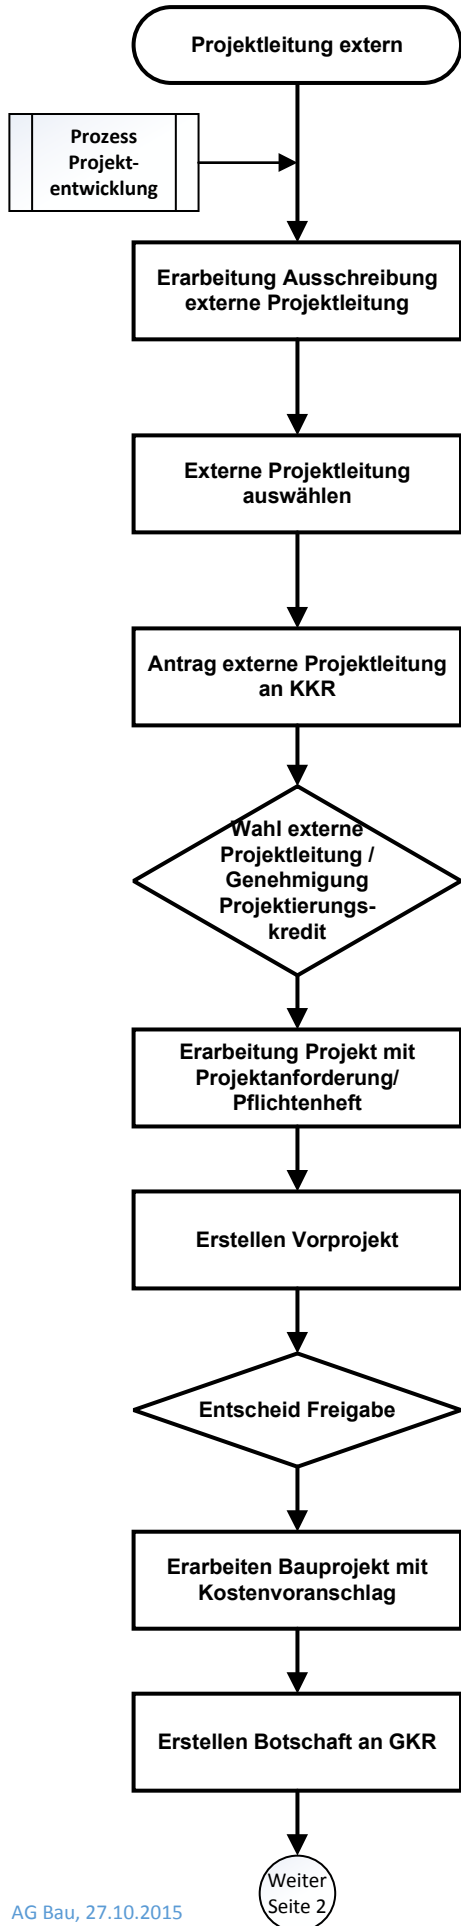 Projektleitung extern
Prozess
Projekt-
entwicklung
Erarbeitung Ausschreibung
externe Projektleitung
Externe Projektleitung
auswählen
Antrag externe Projektleitung
an KKR
Wahl externe
Projektleitung /
Genehmigung
Projektierungs-
kredit
Erarbeitung Projekt mit
Projektanforderung/
Pflichtenheft
Erstellen Vorprojekt
Entscheid Freigabe
Erarbeiten Bauprojekt mit
Kostenvoranschlag
Erstellen Botschaft an GKR
Weiter
Seite 2
AG Bau, 27.10.2015